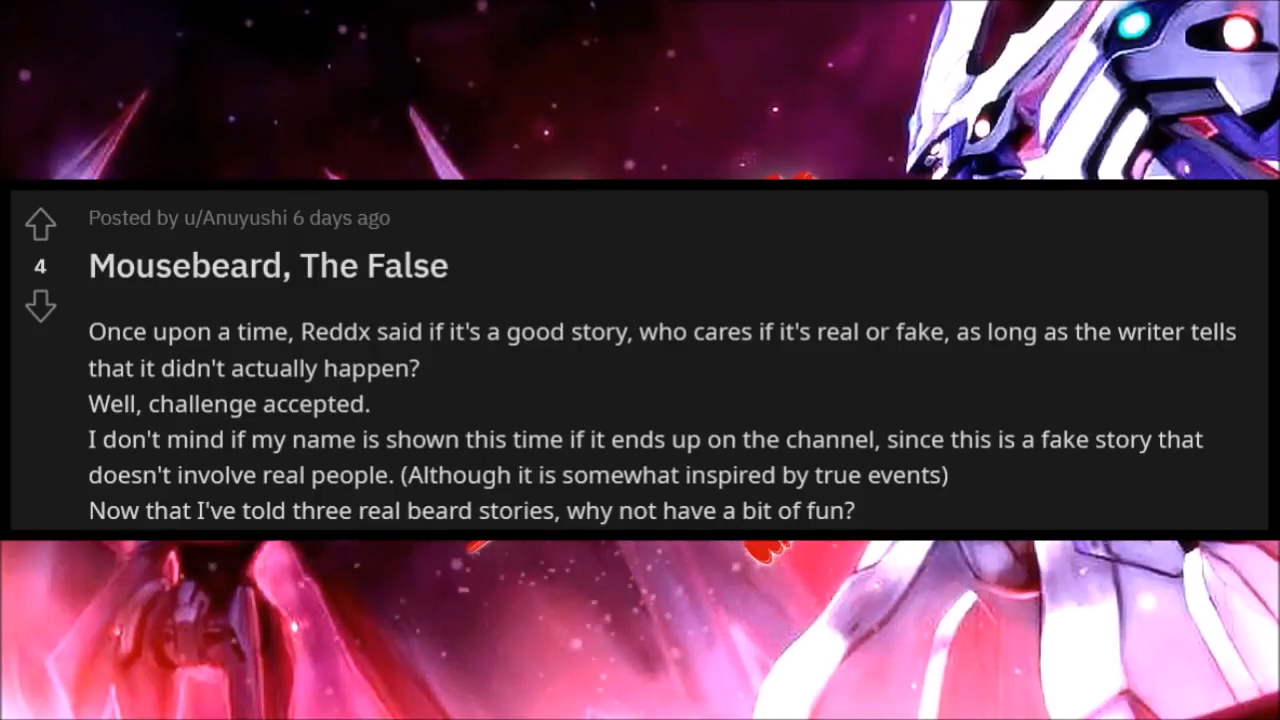 Posted by u/Anuyushi 6 days ago
4
Mousebeard, The False
Once upon a time, Reddx said if it's a good story, who cares if it's real or fake, as long as the writer tells
that it didn't actually happen?
Well, challenge accepted.
I don't mind if my name is shown this time if it ends up on the channel, since this is a fake story that
doesn't involve real people. (Although it is somewhat inspired by true events)
Now that I've told three real beard stories, why not have a bit of fun?